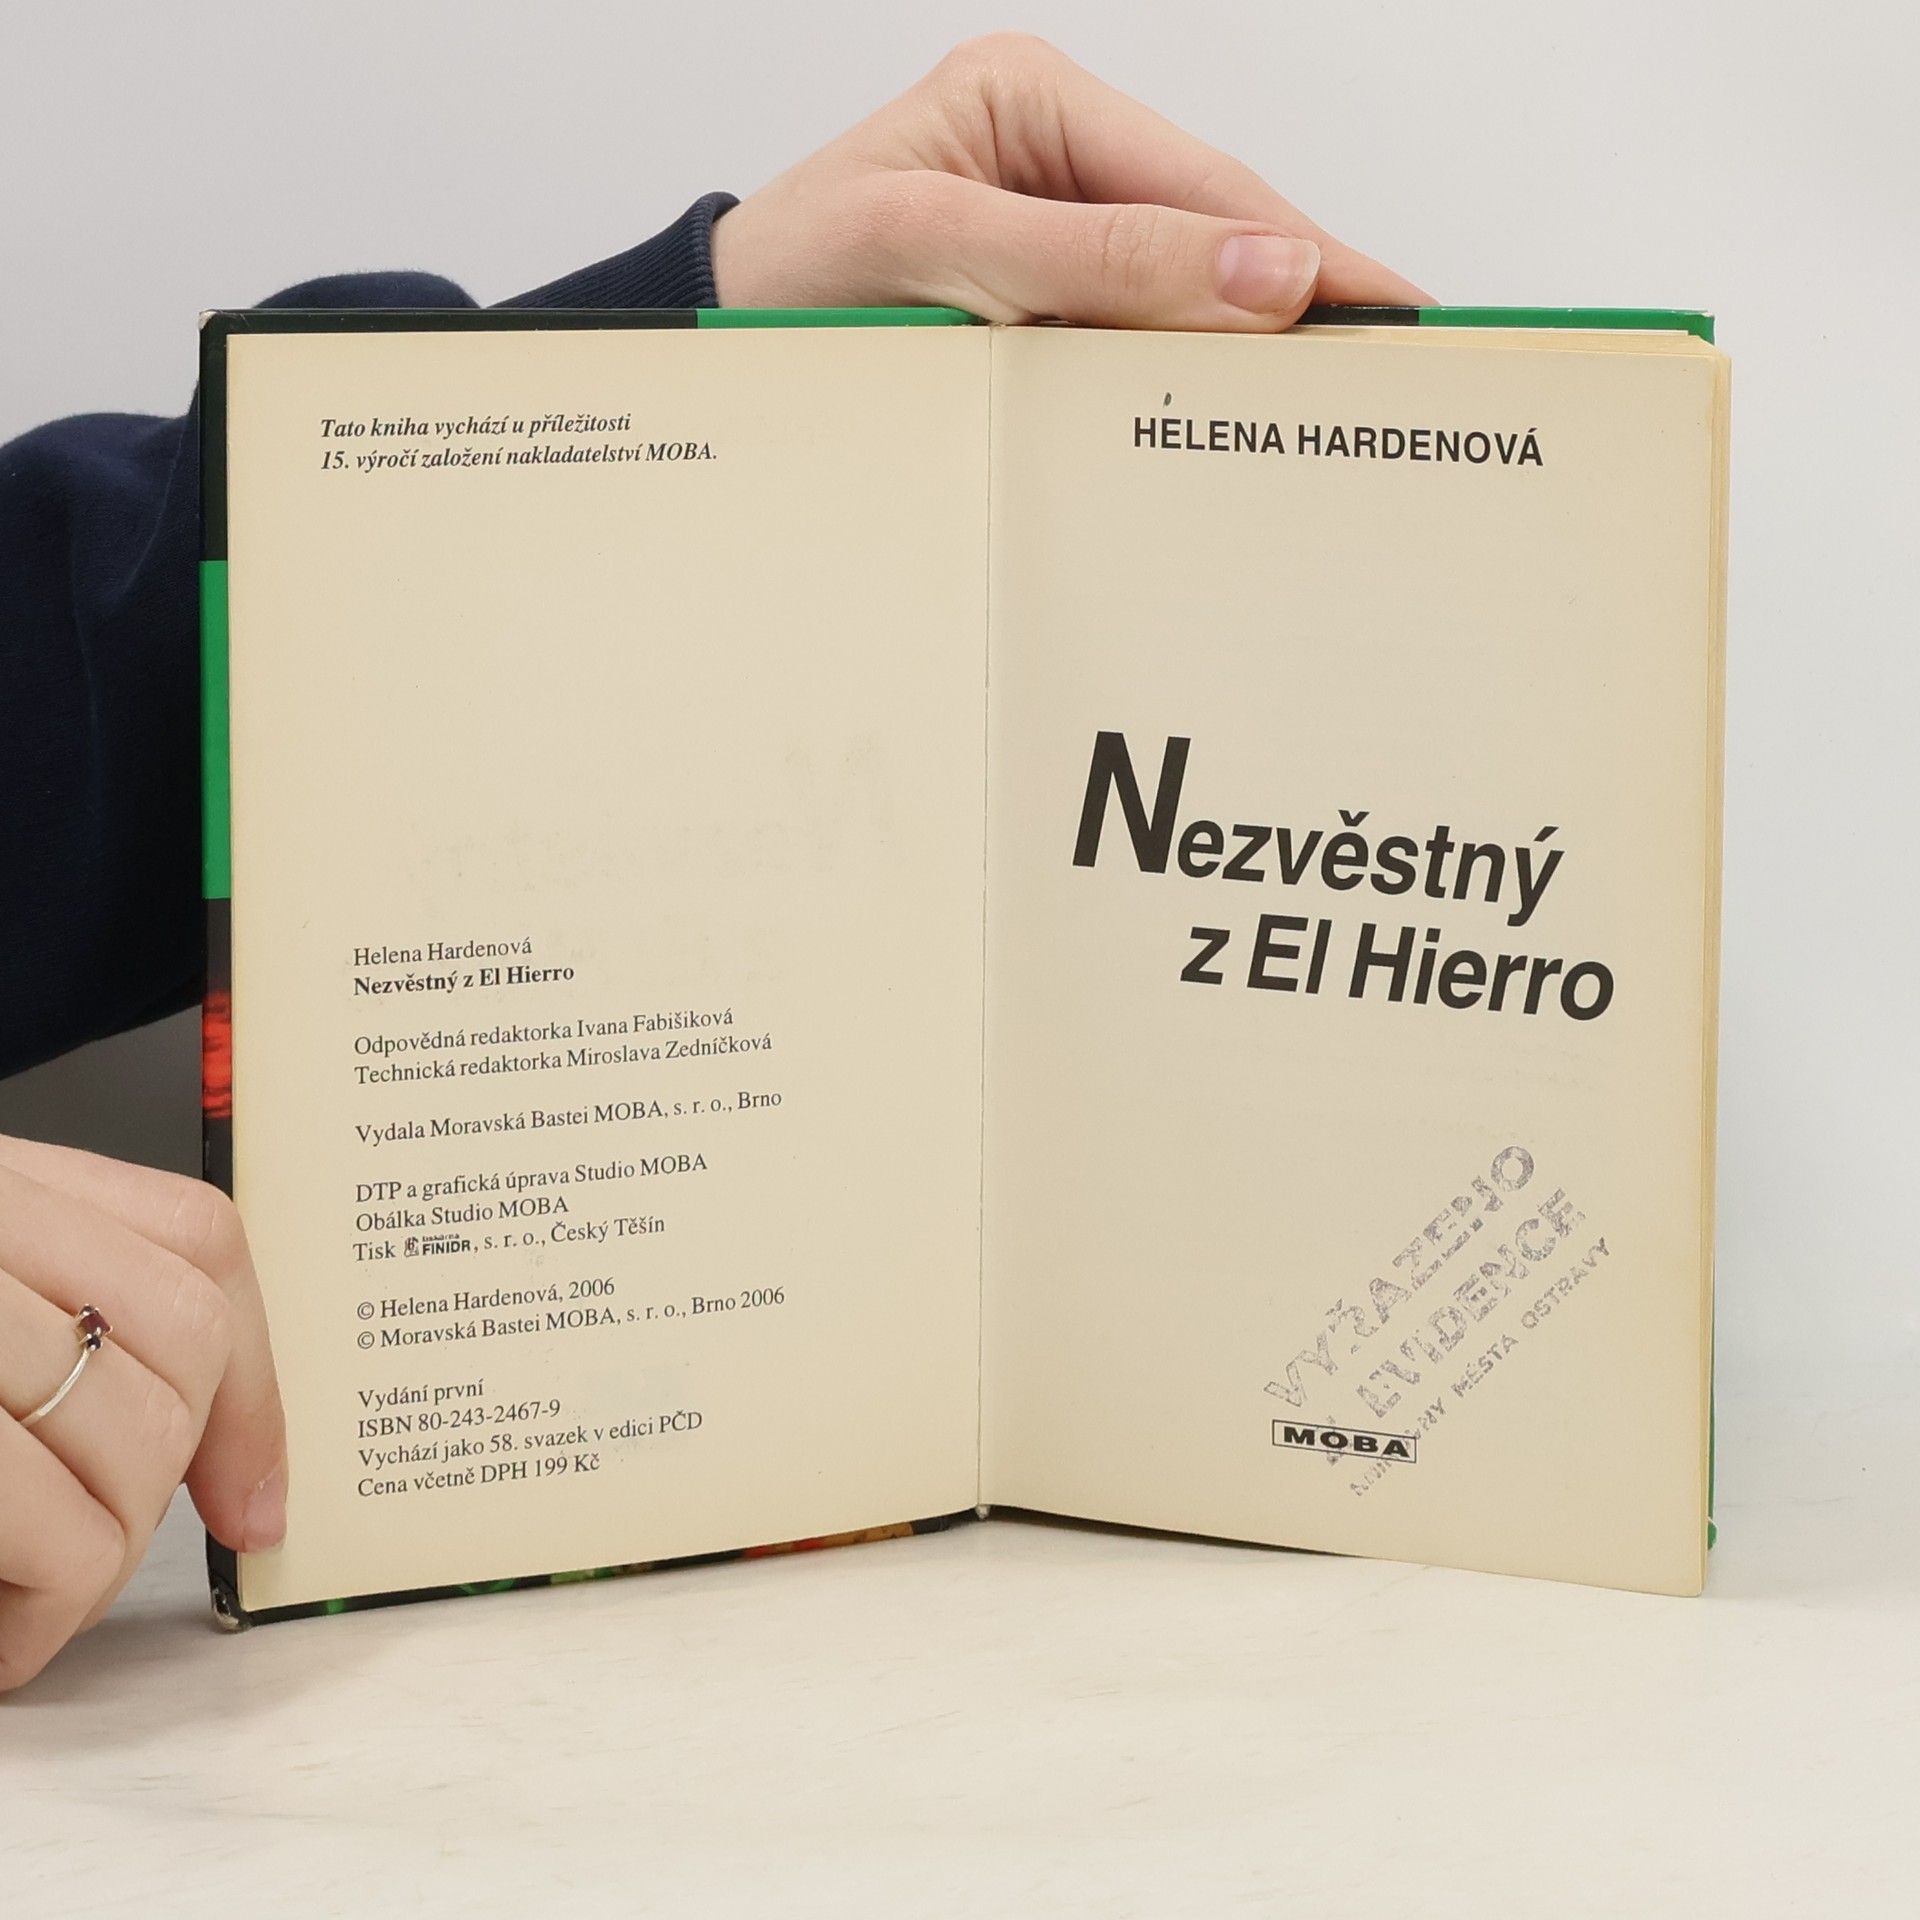 Tato kniha vychází u příležitosti
15. výročí založení nakladatelství MOBA.
Helena Hardenová
Nezvěstný z El Hierro
Odpovědná redaktorka Ivana Fabišiková
Technická redaktorka Miroslava Zedníčková
Vydala Moravská Bastei MOBA, s. r. o., Brno
DTP a grafická úprava Studio MOBA
Obálka Studio MOBA
Tisk FINIDR, s. r. o., Český Těšín
© Helena Hardenová, 2006
© Moravská Bastei MOBA, s. r. o., Brno 2006
Vydání první
ISBN 80-243-2467-9
Vychází jako 58. svazek v edici PČD
Cena včetně DPH 199 Kč
HELENA HARDENOVÁ
Nezvěstný
z El Hierro
VYŘAZENO
EVIDENCE
MĚSTA OSTRAVY
MOBA